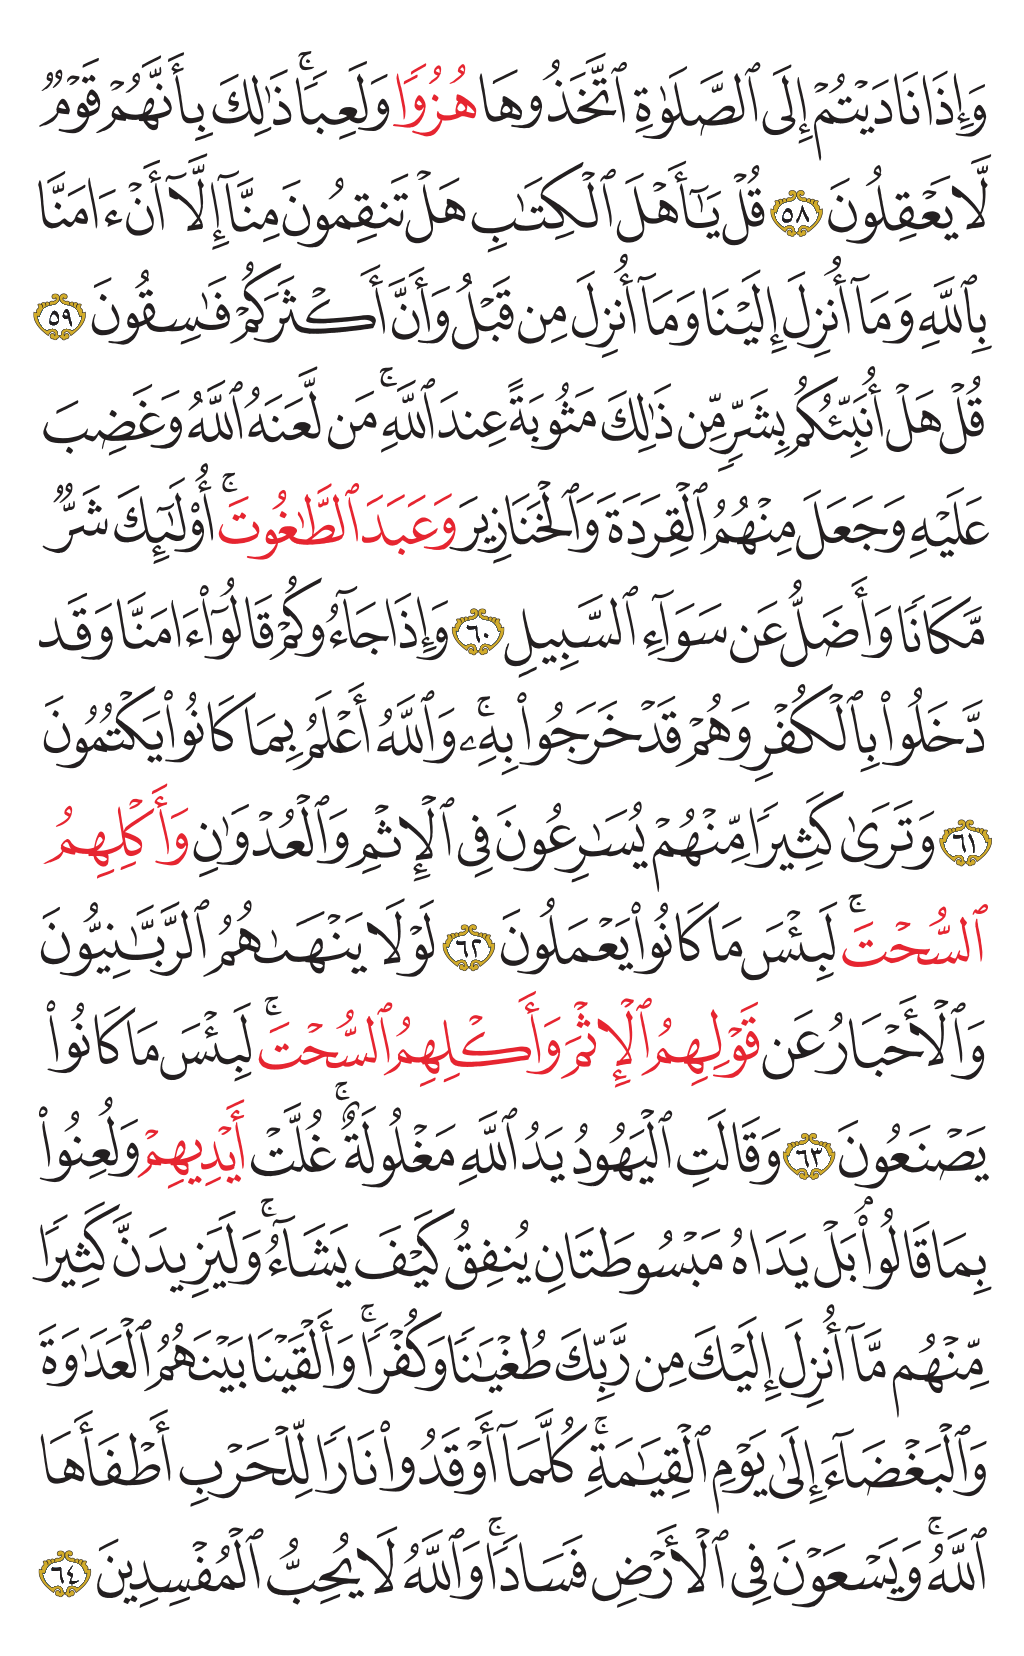 وَإِذَا نَادَيْتُمْ إِلَى ٱلصَّلَوٰةِ ٱتَّخَذُوهَا هُزُوًا وَلَعِبًا ۚ ذَٰلِكَ بِأَنَّهُمْ قَوْمٌ
لَّا يَعْقِلُونَ ٥٨ قُلْ يَـٰٓأَهْلَ ٱلْكِتَـٰبِ هَلْ تَنقِمُونَ مِنَّآ إِلَّآ أَنْ ءَامَنَّا
بِٱللَّهِ وَمَآ أُنزِلَ إِلَيْنَا وَمَآ أُنزِلَ مِن قَبْلُ وَأَنَّ أَكْثَرَكُمْ فَـٰسِقُونَ ٥٩
قُلْ هَلْ أُنَبِّئُكُم بِشَرٍّ مِّن ذَٰلِكَ مَثُوبَةً عِندَ ٱللَّهِ ۚ مَن لَّعَنَهُ ٱللَّهُ وَغَضِبَ
عَلَيْهِ وَجَعَلَ مِنْهُمُ ٱلْقِرَدَةَ وَٱلْخَنَازِيرَ وَعَبَدَ ٱلطَّـٰغُوتَ ۚ أُو۟لَـٰٓئِكَ شَرٌّ
مَّكَانًا وَأَضَلُّ عَن سَوَآءِ ٱلسَّبِيلِ ٦٠ وَإِذَا جَآءُوكُمْ قَالُوٓا۟ ءَامَنَّا وَقَد
دَّخَلُوا۟ بِٱلْكُفْرِ وَهُمْ قَدْ خَرَجُوا۟ بِهِۦ ۚ وَٱللَّهُ أَعْلَمُ بِمَا كَانُوا۟ يَكْتُمُونَ
٦١ وَتَرَىٰ كَثِيرًا مِّنْهُمْ يُسَـٰرِعُونَ فِى ٱلْإِثْمِ وَٱلْعُدْوَٰنِ وَأَكْلِهِمُ
ٱلسُّحْتَ ۚ لَبِئْسَ مَا كَانُوا۟ يَعْمَلُونَ ٦٢ لَوْلَا يَنْهَىٰهُمُ ٱلرَّبَّـٰنِيُّونَ
وَٱلْأَحْبَارُ عَن قَوْلِهِمُ ٱلْإِثْمَ وَأَكْلِهِمُ ٱلسُّحْتَ ۚ لَبِئْسَ مَا كَانُوا۟
يَصْنَعُونَ ٦٣ وَقَالَتِ ٱلْيَهُودُ يَدُ ٱللَّهِ مَغْلُولَةٌ ۚ غُلَّتْ أَيْدِيهِمْ وَلُعِنُوا۟
بِمَا قَالُوا۟ ۘ بَلْ يَدَاهُ مَبْسُوطَتَانِ يُنفِقُ كَيْفَ يَشَآءُ ۚ وَلَيَزِيدَنَّ كَثِيرًا
مِّنْهُم مَّآ أُنزِلَ إِلَيْكَ مِن رَّبِّكَ طُغْيَـٰنًا وَكُفْرًا ۚ وَأَلْقَيْنَا بَيْنَهُمُ ٱلْعَدَٰوَةَ
وَٱلْبَغْضَآءَ إِلَىٰ يَوْمِ ٱلْقِيَـٰمَةِ ۚ كُلَّمَآ أَوْقَدُوا۟ نَارًا لِّلْحَرْبِ أَطْفَأَهَا
ٱللَّهُ ۚ وَيَسْعَوْنَ فِى ٱلْأَرْضِ فَسَادًا ۚ وَٱللَّهُ لَا يُحِبُّ ٱلْمُفْسِدِينَ ٦٤